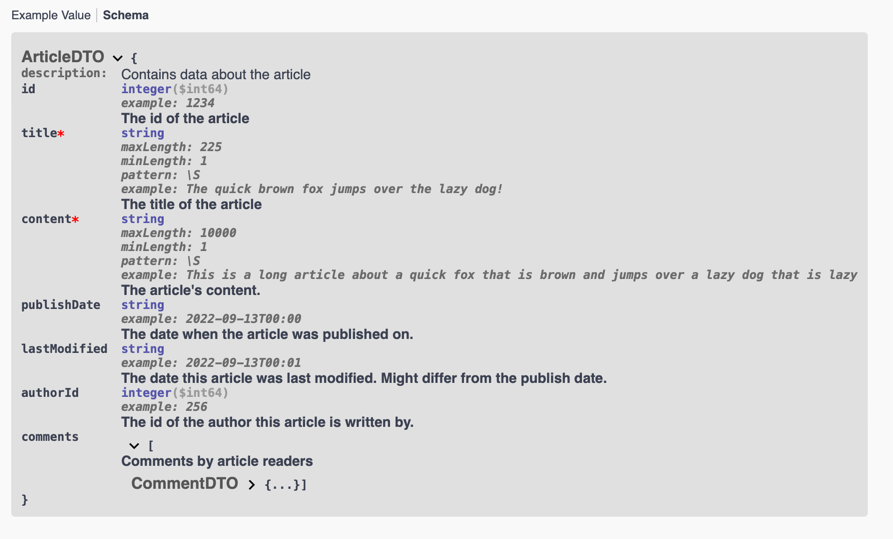 Example Value Schema
ArticleDTO {
description: Contains data about the article
id integer($int64)
example: 1234
The id of the article
title* string
maxLength: 225
minLength: 1
pattern: \S
example: The quick brown fox jumps over the lazy dog!
The title of the article
content* string
maxLength: 10000
minLength: 1
pattern: \S
example: This is a long article about a quick fox that is brown and jumps over a lazy dog that is lazy
The article's content.
publishDate string
example: 2022-09-13T00:00
The date when the article was published on.
lastModified string
example: 2022-09-13T00:01
The date this article was last modified. Might differ from the publish date.
authorId integer($int64)
example: 256
The id of the author this article is written by.
comments [
Comments by article readers
CommentDTO > {...}]
}